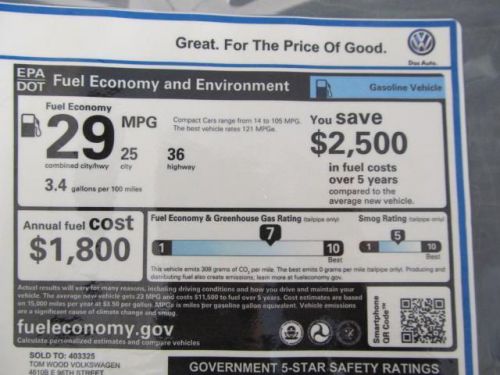 Great. For The Price Of Good.
Das Auto.
EPA
DOT
Fuel Economy and Environment
Gasoline Vehicle
Fuel Economy
29 MPG
combined city/hwy
25
city
36
highway
Compact Cars range from 14 to 105 MPG.
The best vehicle rates 121 MPGe.
3.4 gallons per 100 miles
You save
$2,500
in fuel costs
over 5 years
compared to the
average new vehicle.
Annual fuel cost
$1,800
Fuel Economy & Greenhouse Gas Rating (tailpipe only)
7
1
10
Best
Smog Rating (tailpipe only)
5
1
10
Best
This vehicle emits 308 grams of CO2 per mile. The best emits 0 grams per mile (tailpipe only). Producing and
distributing fuel also create emissions; learn more at fueleconomy.gov.
Actual results will vary for many reasons, including driving conditions and how you drive and maintain your
vehicle. The average new vehicle gets 23 MPG and costs $11,500 to fuel over 5 years. Cost estimates are based
on 15,000 miles per year at $3.50 per gallon. MPGe is miles per gasoline gallon equivalent. Vehicle emissions
are a significant cause of climate change and smog.
fueleconomy.gov
Calculate personalized estimates and compare vehicles
Smartphone
QR Code™
SOLD TO: 403325
TOM WOOD VOLKSWAGEN
4610B E 96TH STREET
GOVERNMENT 5-STAR SAFETY RATINGS